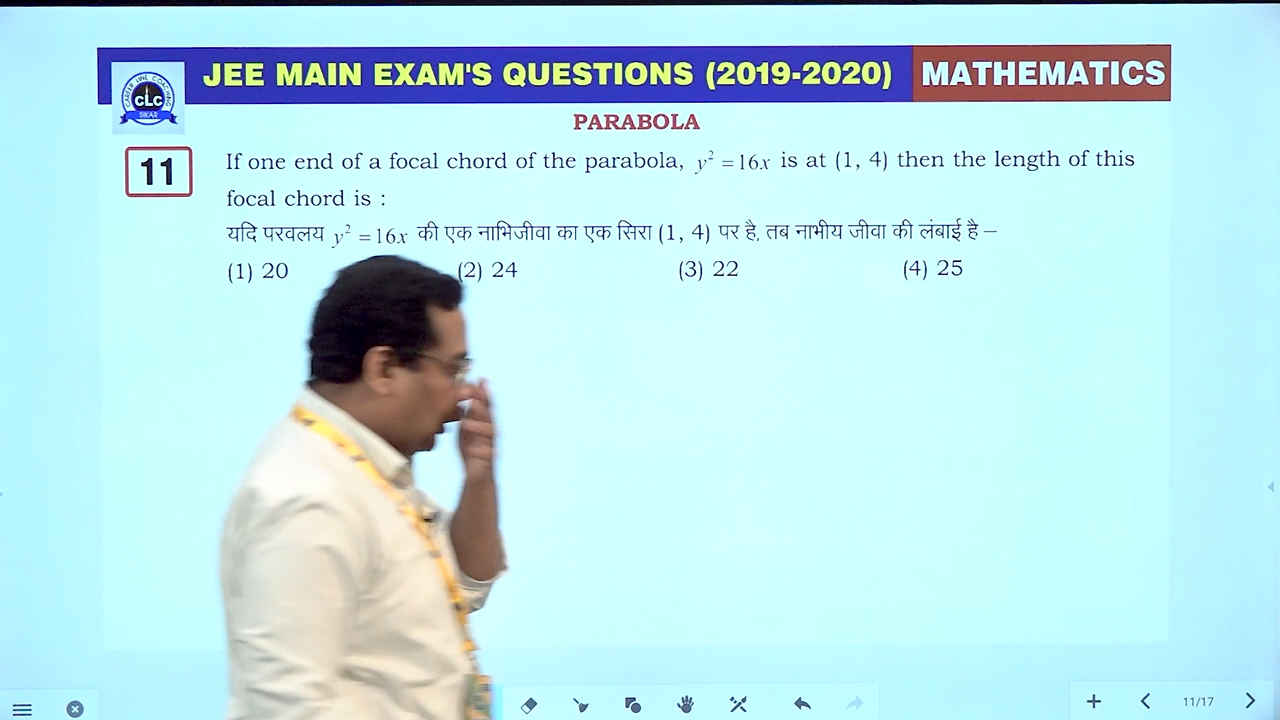 JEE MAIN EXAM'S QUESTIONS (2019-2020) MATHEMATICS
CLC
SIKAR
PARABOLA
11 If one end of a focal chord of the parabola, y² = 16x is at (1, 4) then the length of this
focal chord is :
यदि परवलय y² = 16x की एक नाभिजीवा का एक सिरा (1, 4) पर है, तब नाभीय जीवा की लंबाई है –
(1) 20 (2) 24 (3) 22 (4) 25
11/17